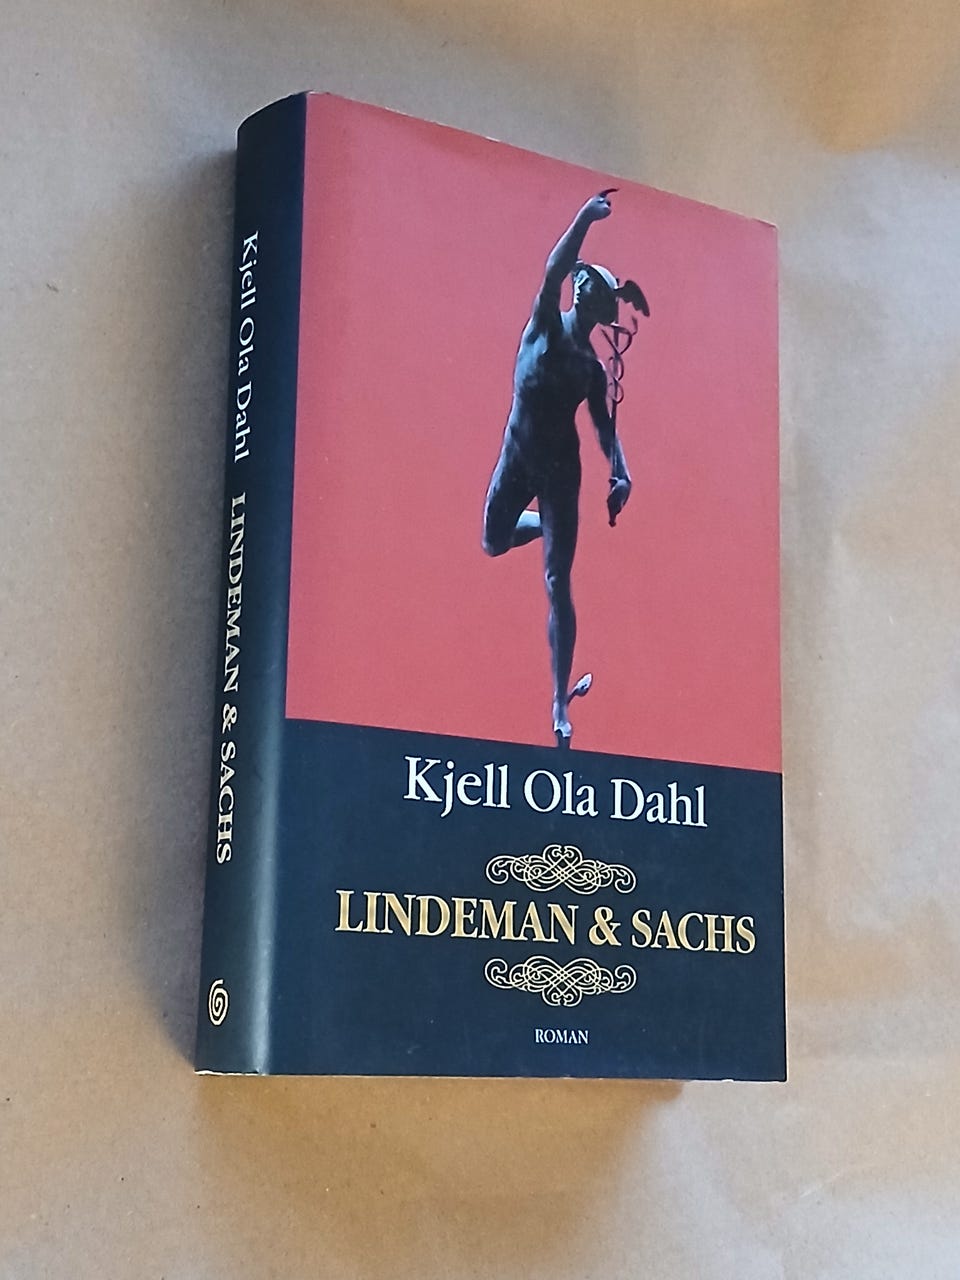 Kjell Ola Dahl LINDEMAN & SACHS
Kjell Ola Dahl
LINDEMAN & SACHS
ROMAN